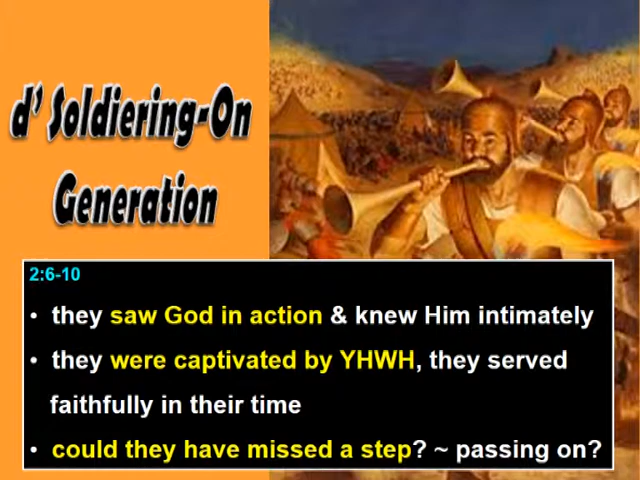 d' Soldiering-On
Generation
2:6-10
• they saw God in action & knew Him intimately
• they were captivated by YHWH, they served
faithfully in their time
• could they have missed a step? ~ passing on?